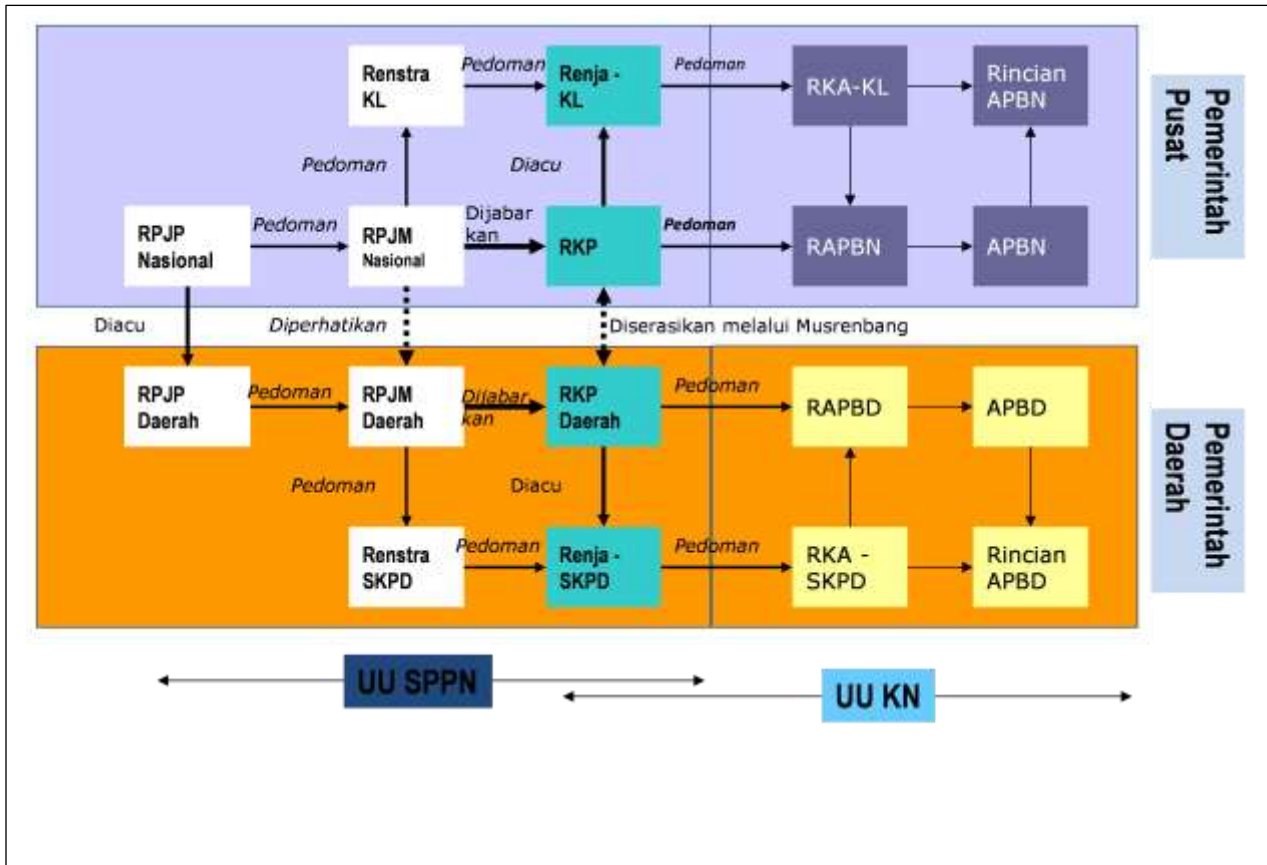 Renstra
KL
Pedoman
Renja -
KL
Pedoman
RKA-KL
Rincian
APBN
Pemerintah
Pusat
Pedoman
Diacu
RPJP
Nasional
Pedoman
RPJM
Nasional
Dijabar
kan
RKP
Pedoman
RAPBN
APBN
Diacu
Diperhatikan
Diserasikan melalui Musrenbang
RPJP
Daerah
Pedoman
RPJM
Daerah
Dijabar
kan
RKP
Daerah
Pedoman
RAPBD
APBD
Pemerintah
Daerah
Pedoman
Diacu
Renstra
SKPD
Pedoman
Renja -
SKPD
Pedoman
RKA -
SKPD
Rincian
APBD
UU SPPN
UU KN